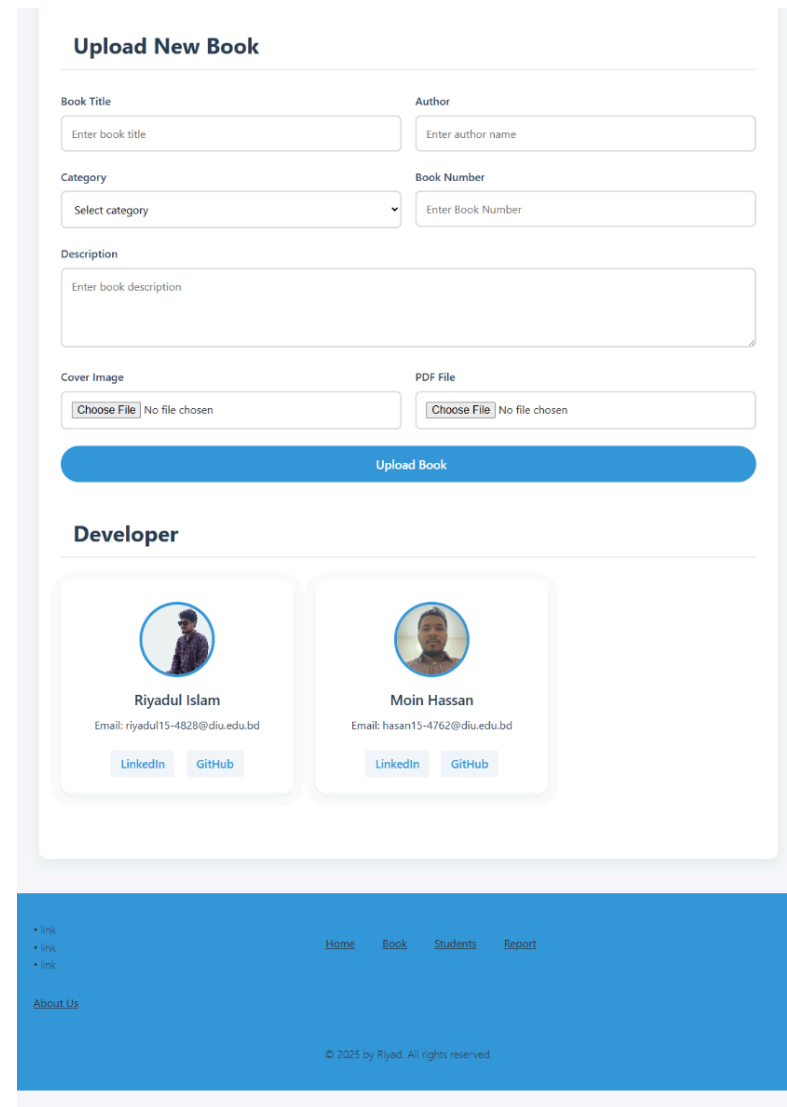 Upload New Book
Book Title
Author
Enter book title
Enter author name
Category
Book Number
Select category
Enter Book Number
Description
Enter book description
Cover Image
PDF File
Choose File No file chosen
Choose File No file chosen
Upload Book
Developer
Riyadul Islam
Email: riyadul15-4828@diu.edu.bd
LinkedIn GitHub
Moin Hassan
Email: hasan15-4762@diu.edu.bd
LinkedIn GitHub
• link
• link
• link
About Us
Home Book Students Report
© 2025 by Riyad. All rights reserved.